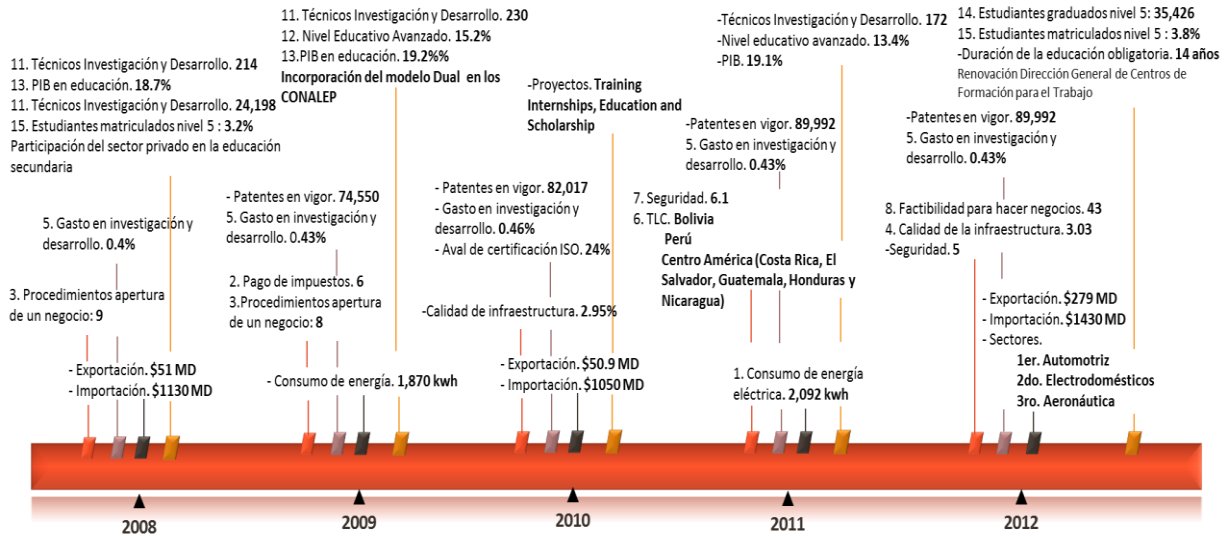 11. Técnicos Investigación y Desarrollo. 214
13. PIB en educación. 18.7%
11. Técnicos Investigación y Desarrollo. 24,198
15. Estudiantes matriculados nivel 5 : 3.2%
Participación del sector privado en la educación
secundaria
5. Gasto en investigación y
desarrollo. 0.4%
3. Procedimientos apertura
de un negocio: 9
- Exportación. $51 MD
- Importación. $1130 MD
11. Técnicos Investigación y Desarrollo. 230
12. Nivel Educativo Avanzado. 15.2%
13.PIB en educación. 19.2%%
Incorporación del modelo Dual en los
CONALEP
- Patentes en vigor. 74,550
5. Gasto en investigación y
desarrollo. 0.43%
2. Pago de impuestos. 6
3.Procedimientos apertura
de un negocio: 8
- Consumo de energía. 1,870 kwh
-Proyectos. Training
Internships, Education and
Scholarship
- Patentes en vigor. 82,017
- Gasto en investigación y
desarrollo. 0.46%
- Aval de certificación ISO. 24%
-Calidad de infraestructura. 2.95%
- Exportación. $50.9 MD
- Importación. $1050 MD
-Técnicos Investigación y Desarrollo. 172
-Nivel educativo avanzado. 13.4%
-PIB. 19.1%
-Patentes en vigor. 89,992
5. Gasto en investigación y
desarrollo. 0.43%
7. Seguridad. 6.1
6. TLC. Bolivia
Perú
Centro América (Costa Rica, El
Salvador, Guatemala, Honduras y
Nicaragua)
1. Consumo de energía
eléctrica. 2,092 kwh
14. Estudiantes graduados nivel 5: 35,426
15. Estudiantes matriculados nivel 5 : 3.8%
-Duración de la educación obligatoria. 14 años
Renovación Dirección General de Centros de
Formación para el Trabajo
-Patentes en vigor. 89,992
5. Gasto en investigación y
desarrollo. 0.43%
8. Factibilidad para hacer negocios. 43
4. Calidad de la infraestructura. 3.03
-Seguridad. 5
- Exportación. $279 MD
- Importación. $1430 MD
- Sectores.
1er. Automotriz
2do. Electrodomésticos
3ro. Aeronáutica
2008
2009
2010
2011
2012